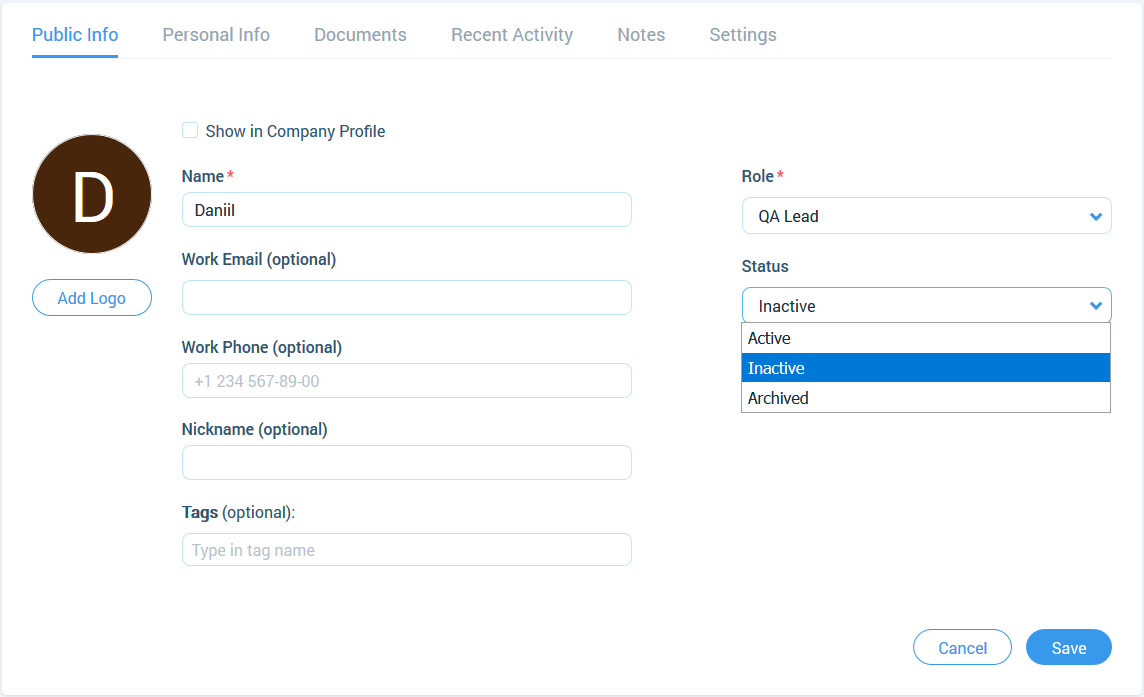 Public Info Personal Info Documents Recent Activity Notes Settings
D
Add Logo
Show in Company Profile
Name*
Daniil
Work Email (optional)
Work Phone (optional)
+1 234 567-89-00
Nickname (optional)
Tags (optional):
Type in tag name
Role*
QA Lead
Status
Inactive
Active
Inactive
Archived
Cancel Save